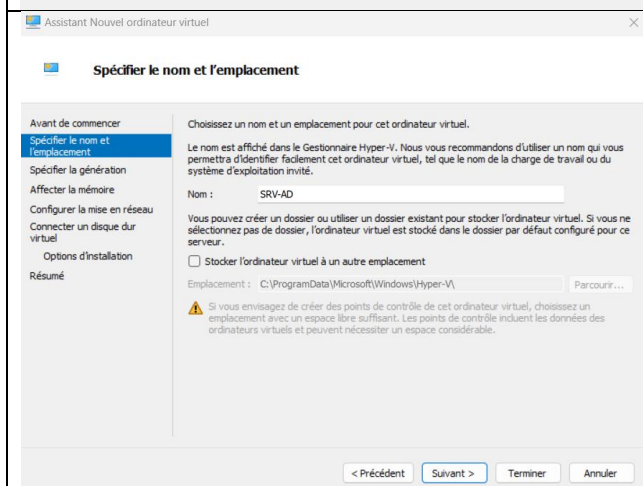 Assistant Nouvel ordinateur virtuel
Spécifier le nom et l'emplacement
Avant de commencer
Spécifier le nom et
l'emplacement
Spécifier la génération
Affecter la mémoire
Configurer la mise en réseau
Connecter un disque dur
virtuel
Options d'installation
Résumé
Choisissez un nom et un emplacement pour cet ordinateur virtuel.
Le nom est affiché dans le Gestionnaire Hyper-V. Nous vous recommandons d'utiliser un nom qui vous
permettra d'identifier facilement cet ordinateur virtuel, tel que le nom de la charge de travail ou du
système d'exploitation invité.
Nom : SRV-AD
Vous pouvez créer un dossier ou utiliser un dossier existant pour stocker l'ordinateur virtuel. Si vous ne
sélectionnez pas de dossier, l'ordinateur virtuel est stocké dans le dossier par défaut configuré pour ce
serveur.
Stocker l'ordinateur virtuel à un autre emplacement
Emplacement : C:\ProgramData\Microsoft\Windows\Hyper-V\ Parcourir...
Si vous envisagez de créer des points de contrôle de cet ordinateur virtuel, choisissez un
emplacement avec un espace libre suffisant. Les points de contrôle incluent les données des
ordinateurs virtuels et peuvent nécessiter un espace considérable.
< Précédent Suivant > Terminer Annuler